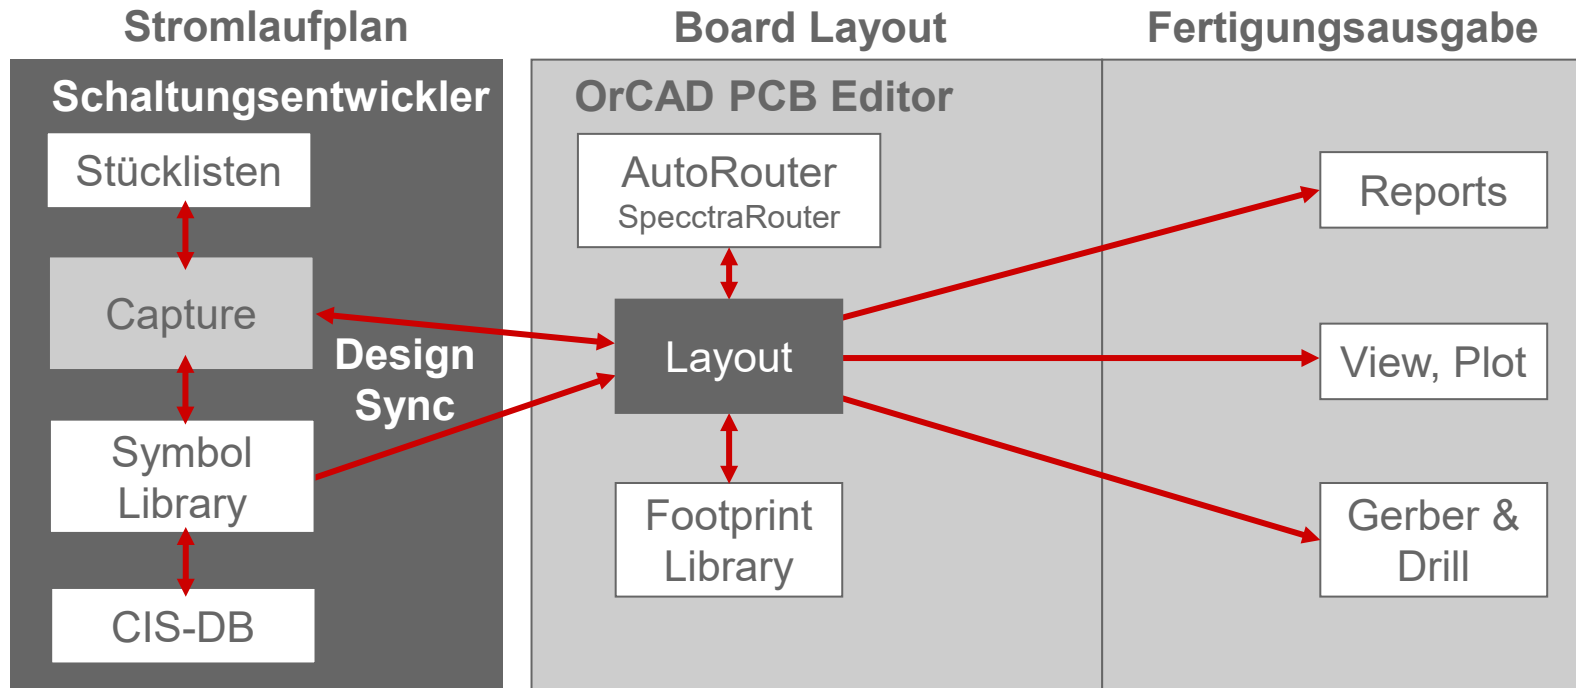 Stromlaufplan
Board Layout
Fertigungsausgabe
Schaltungsentwickler
Stücklisten
Capture
Design
Sync
Symbol
Library
CIS-DB
OrCAD PCB Editor
AutoRouter
SpecctraRouter
Layout
Footprint
Library
Reports
View, Plot
Gerber &
Drill